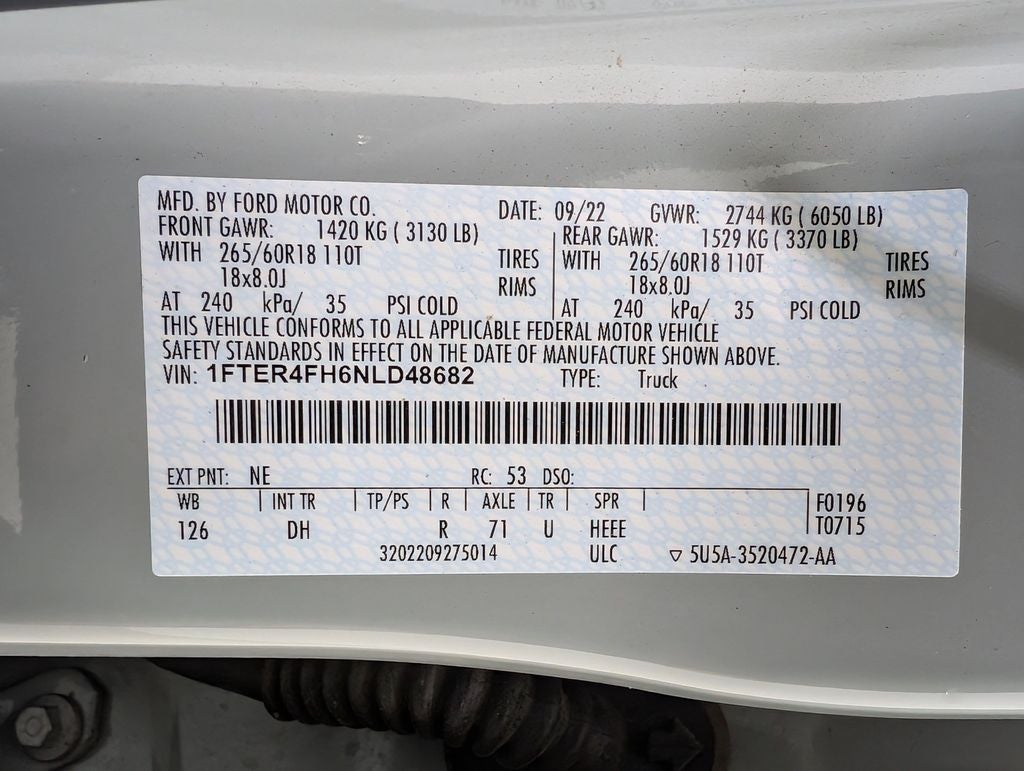 MFD. BY FORD MOTOR CO. DATE: 09/22 GVWR: 2744 KG ( 6050 LB)
FRONT GAWR: 1420 KG ( 3130 LB) REAR GAWR: 1529 KG ( 3370 LB)
WITH 265/60R18 110T TIRES WITH 265/60R18 110T TIRES
18x8.0J RIMS 18x8.0J RIMS
AT 240 kPa/ 35 PSI COLD AT 240 kPa/ 35 PSI COLD
THIS VEHICLE CONFORMS TO ALL APPLICABLE FEDERAL MOTOR VEHICLE
SAFETY STANDARDS IN EFFECT ON THE DATE OF MANUFACTURE SHOWN ABOVE.
VIN: 1FTER4FH6NLD48682 TYPE: Truck
EXT PNT: NE RC: 53 DSO:
WB INT TR TP/PS R AXLE TR SPR F0196
126 DH R 71 U HEEE T0715
3202209275014 ULC ▽ 5U5A-3520472-AA